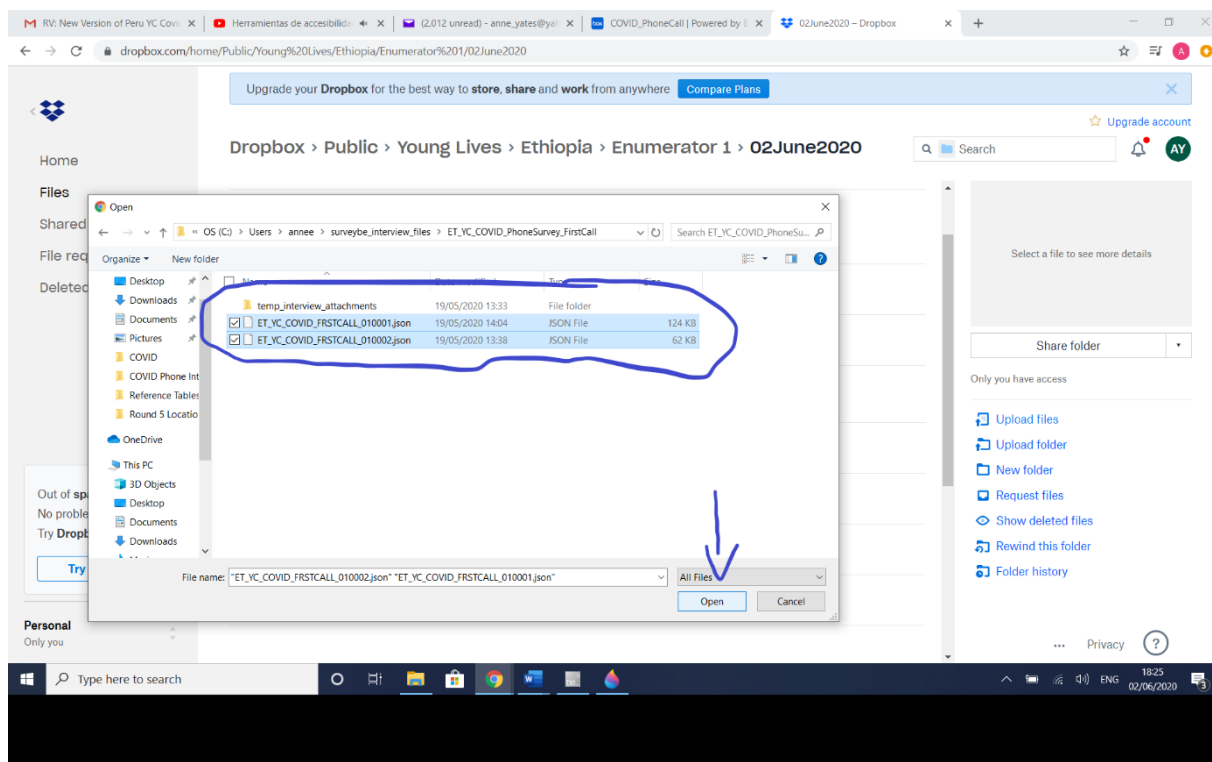 RV: New Version of Peru YC Covi
Herramientas de accesibilida
(2,012 unread) - anne_yates@ya
COVID_PhoneCall | Powered by
02June2020 – Dropbox
dropbox.com/home/Public/Young%20Lives/Ethiopia/Enumerator%201/02June2020
A
Upgrade your Dropbox for the best way to store, share and work from anywhere Compare Plans
Upgrade account
Dropbox › Public › Young Lives › Ethiopia › Enumerator 1 › 02June2020
Search
AY
Home
Files
Shared
File req
Deleted
Open
« OS (C:) › Users › annee › surveybe_interview_files › ET_YC_COVID_PhoneSurvey_FirstCall
Search ET_YC_COVID_PhoneSu...
Organize
New folder
Desktop
Downloads
Documents
Pictures
COVID
COVID Phone Int
Reference Tables
Round 5 Locatio
OneDrive
This PC
3D Objects
Desktop
Documents
Downloads
Name
temp_interview_attachments 19/05/2020 13:33 File folder
ET_YC_COVID_FRSTCALL_010001.json 19/05/2020 14:04 JSON File 124 KB
ET_YC_COVID_FRSTCALL_010002.json 19/05/2020 13:38 JSON File 62 KB
File name: "ET_YC_COVID_FRSTCALL_010002.json" "ET_YC_COVID_FRSTCALL_010001.json"
All Files
Open
Cancel
Select a file to see more details
Share folder
Only you have access
Upload files
Upload folder
New folder
Request files
Show deleted files
Rewind this folder
Folder history
Out of sp
No proble
Try Dropb
Try
Personal
Only you
... Privacy ?
Type here to search
ENG
18:25
02/06/2020
3